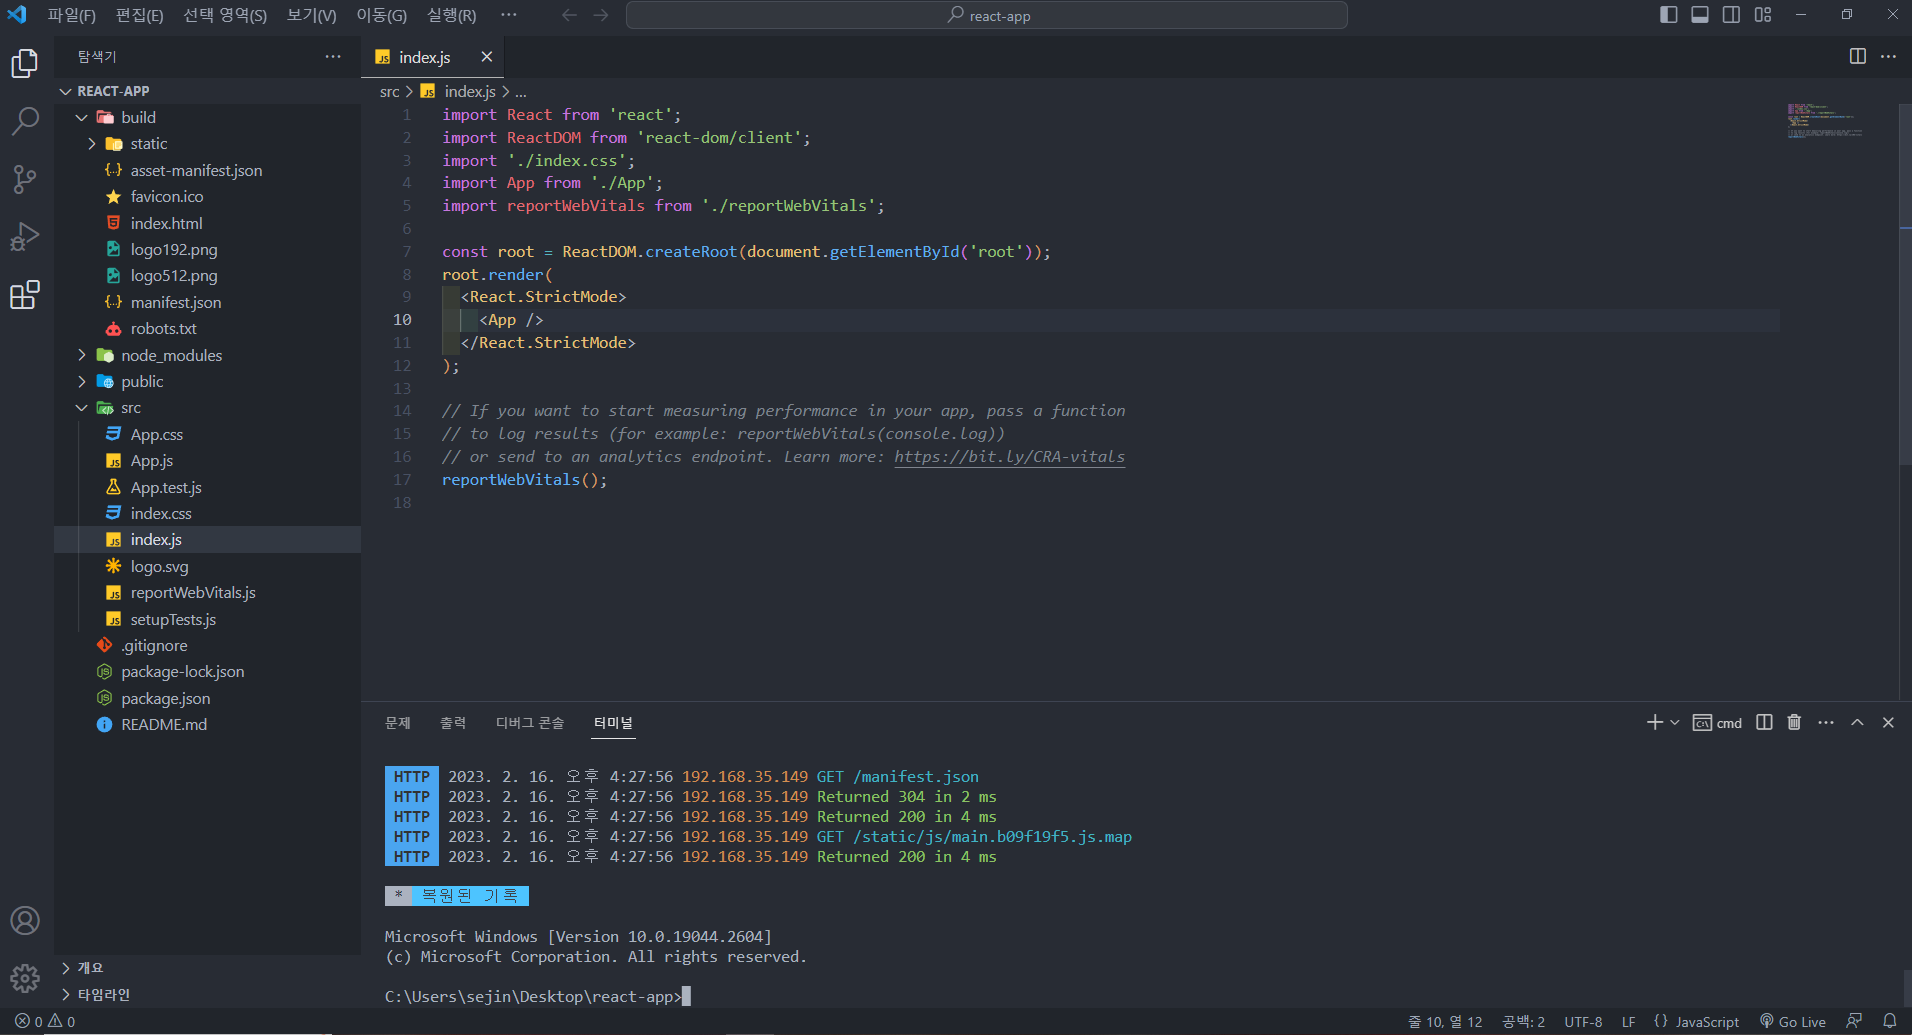 파일(F) 편집(E) 선택 영역(S) 보기(V) 이동(G) 실행(R) ··· react-app
탐색기 ···
REACT-APP
build
static
asset-manifest.json
favicon.ico
index.html
logo192.png
logo512.png
manifest.json
robots.txt
node_modules
public
src
App.css
App.js
App.test.js
index.css
index.js
logo.svg
reportWebVitals.js
setupTests.js
.gitignore
package-lock.json
package.json
README.md
개요
타임라인
JS index.js
src > JS index.js > ...
1 import React from 'react';
2 import ReactDOM from 'react-dom/client';
3 import './index.css';
4 import App from './App';
5 import reportWebVitals from './reportWebVitals';
6
7 const root = ReactDOM.createRoot(document.getElementById('root'));
8 root.render(
9 <React.StrictMode>
10 <App />
11 </React.StrictMode>
12 );
13
14 // If you want to start measuring performance in your app, pass a function
15 // to log results (for example: reportWebVitals(console.log))
16 // or send to an analytics endpoint. Learn more: https://bit.ly/CRA-vitals
17 reportWebVitals();
18
문제 출력 디버그 콘솔 터미널 cmd
HTTP 2023. 2. 16. 오후 4:27:56 192.168.35.149 GET /manifest.json
HTTP 2023. 2. 16. 오후 4:27:56 192.168.35.149 Returned 304 in 2 ms
HTTP 2023. 2. 16. 오후 4:27:56 192.168.35.149 Returned 200 in 4 ms
HTTP 2023. 2. 16. 오후 4:27:56 192.168.35.149 GET /static/js/main.b09f19f5.js.map
HTTP 2023. 2. 16. 오후 4:27:56 192.168.35.149 Returned 200 in 4 ms
* 복원된 기록
Microsoft Windows [Version 10.0.19044.2604]
(c) Microsoft Corporation. All rights reserved.
C:\Users\sejin\Desktop\react-app>
0 0 줄 10, 열 12 공백: 2 UTF-8 LF {} JavaScript Go Live